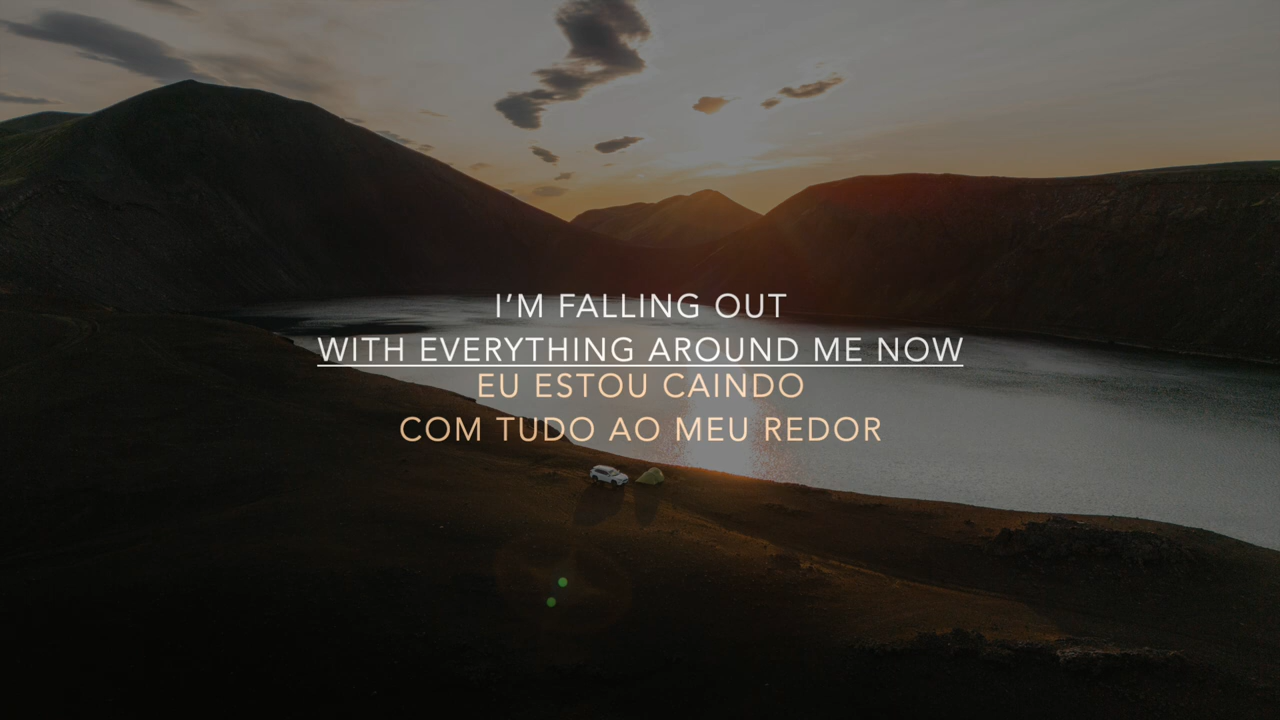 I’M FALLING OUT
WITH EVERYTHING AROUND ME NOW
EU ESTOU CAINDO
COM TUDO AO MEU REDOR